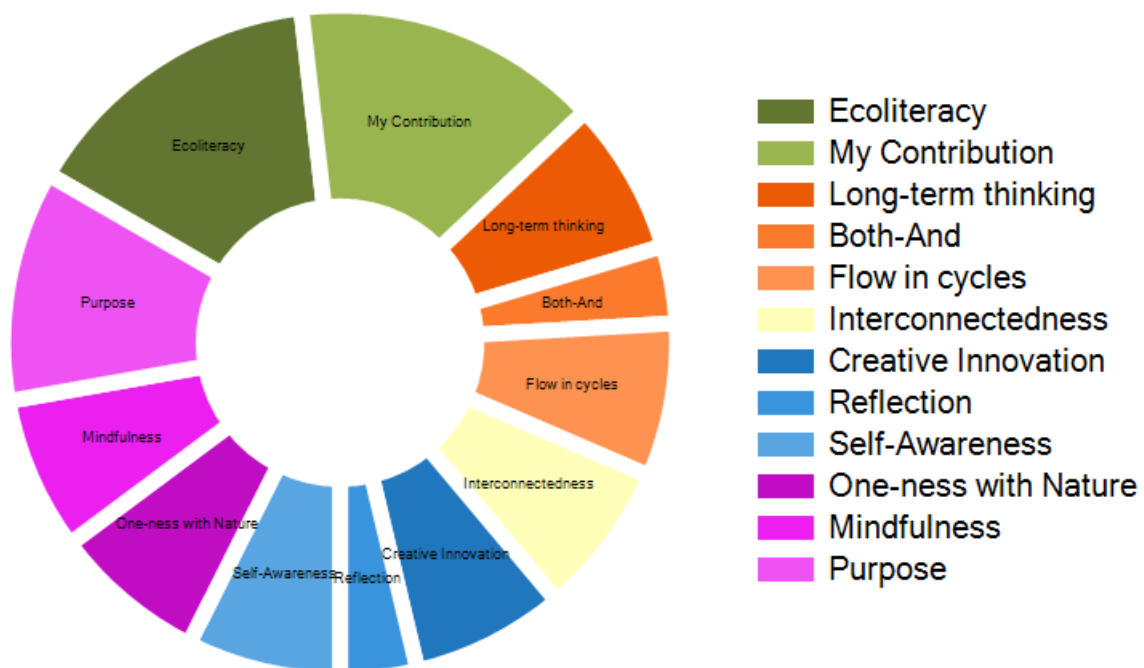 My Contribution
Ecoliteracy
Long-term thinking
Both-And
Purpose
Flow in cycles
Mindfulness
Interconnectedness
One-ness with Nature
Creative Innovation
Self-Awareness
Reflection
Ecoliteracy
My Contribution
Long-term thinking
Both-And
Flow in cycles
Interconnectedness
Creative Innovation
Reflection
Self-Awareness
One-ness with Nature
Mindfulness
Purpose